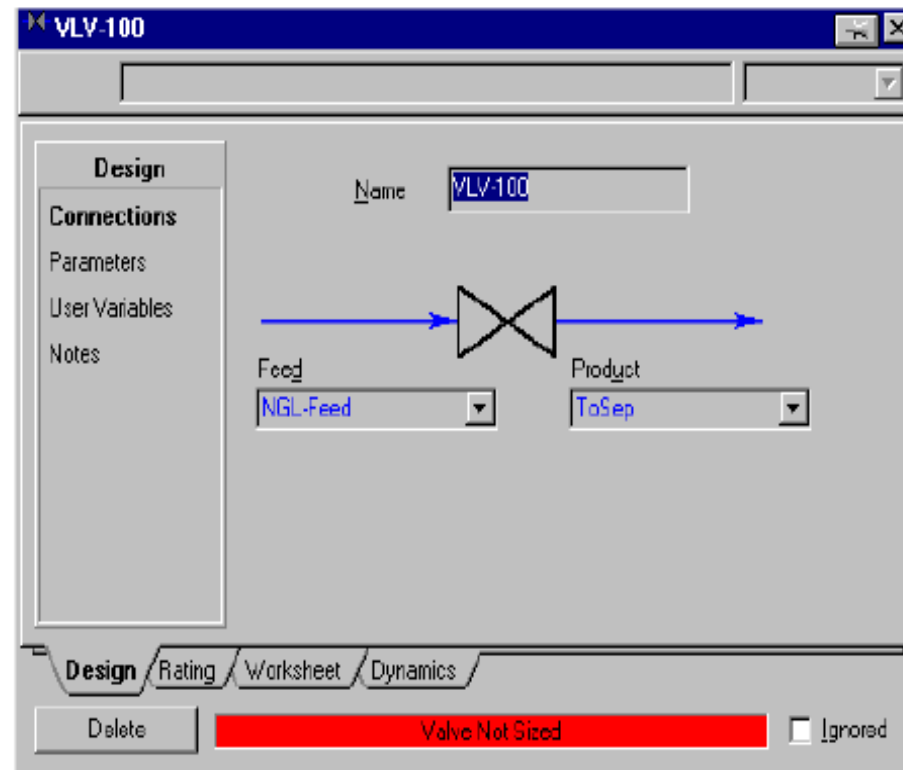 VLV-100
Design
Connections
Parameters
User Variables
Notes
Name VLV-100
Feed
NGL-Feed
Product
ToSep
Design Rating Worksheet Dynamics
Delete Valve Not Sized Ignored